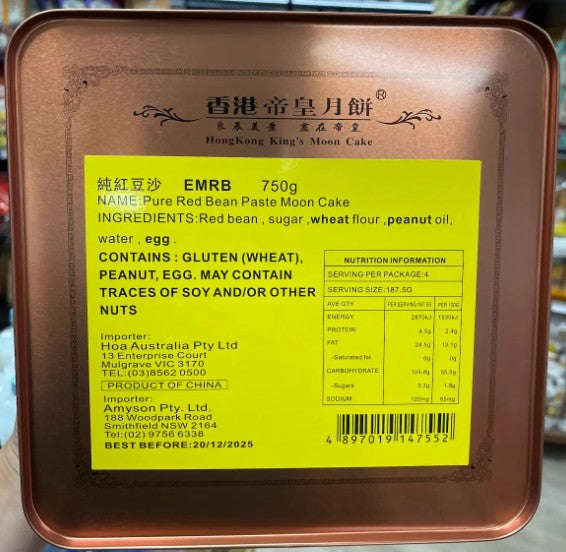 香港帝皇月餅®
良辰美景 盡在帝皇
HongKong King's Moon Cake
純紅豆沙 EMRB 750g
NAME:Pure Red Bean Paste Moon Cake
INGREDIENTS:Red bean , sugar ,wheat flour ,peanut oil,
water , egg .
CONTAINS : GLUTEN (WHEAT),
PEANUT, EGG. MAY CONTAIN
TRACES OF SOY AND/OR OTHER
NUTS
NUTRITION INFORMATION
SERVING PER PACKAGE:4
SERVING SIZE:187.5G
AVE QTY PER SERVING 187.5G PER 100G
ENERGY 2870kJ 1530kJ
PROTEIN 4.5g 2.4g
FAT 24.5g 13.1g
-Saturated fat 0g 0g
CARBOHYDRATE 104.8g 55.9g
-Sugars 3.3g 1.8g
SODIUM 120mg 65mg
Importer:
Hoa Australia Pty Ltd
13 Enterprise Court
Mulgrave VIC 3170
TEL:(03)8562 0500
PRODUCT OF CHINA
Importer:
Amyson Pty. Ltd.
188 Woodpark Road
Smithfield NSW 2164
Tel:(02) 9756 6338
BEST BEFORE:20/12/2025
4 897019 147552